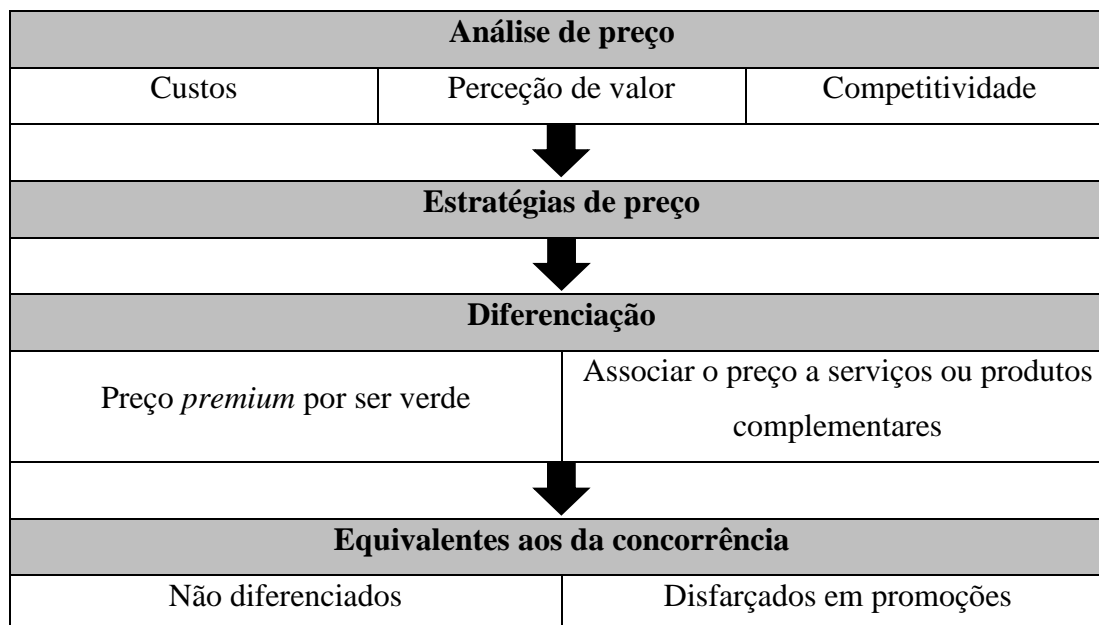 Análise de preço
Custos
Perceção de valor
Competitividade
Estratégias de preço
Diferenciação
Preço premium por ser verde
Associar o preço a serviços ou produtos
complementares
Equivalentes aos da concorrência
Não diferenciados
Disfarçados em promoções